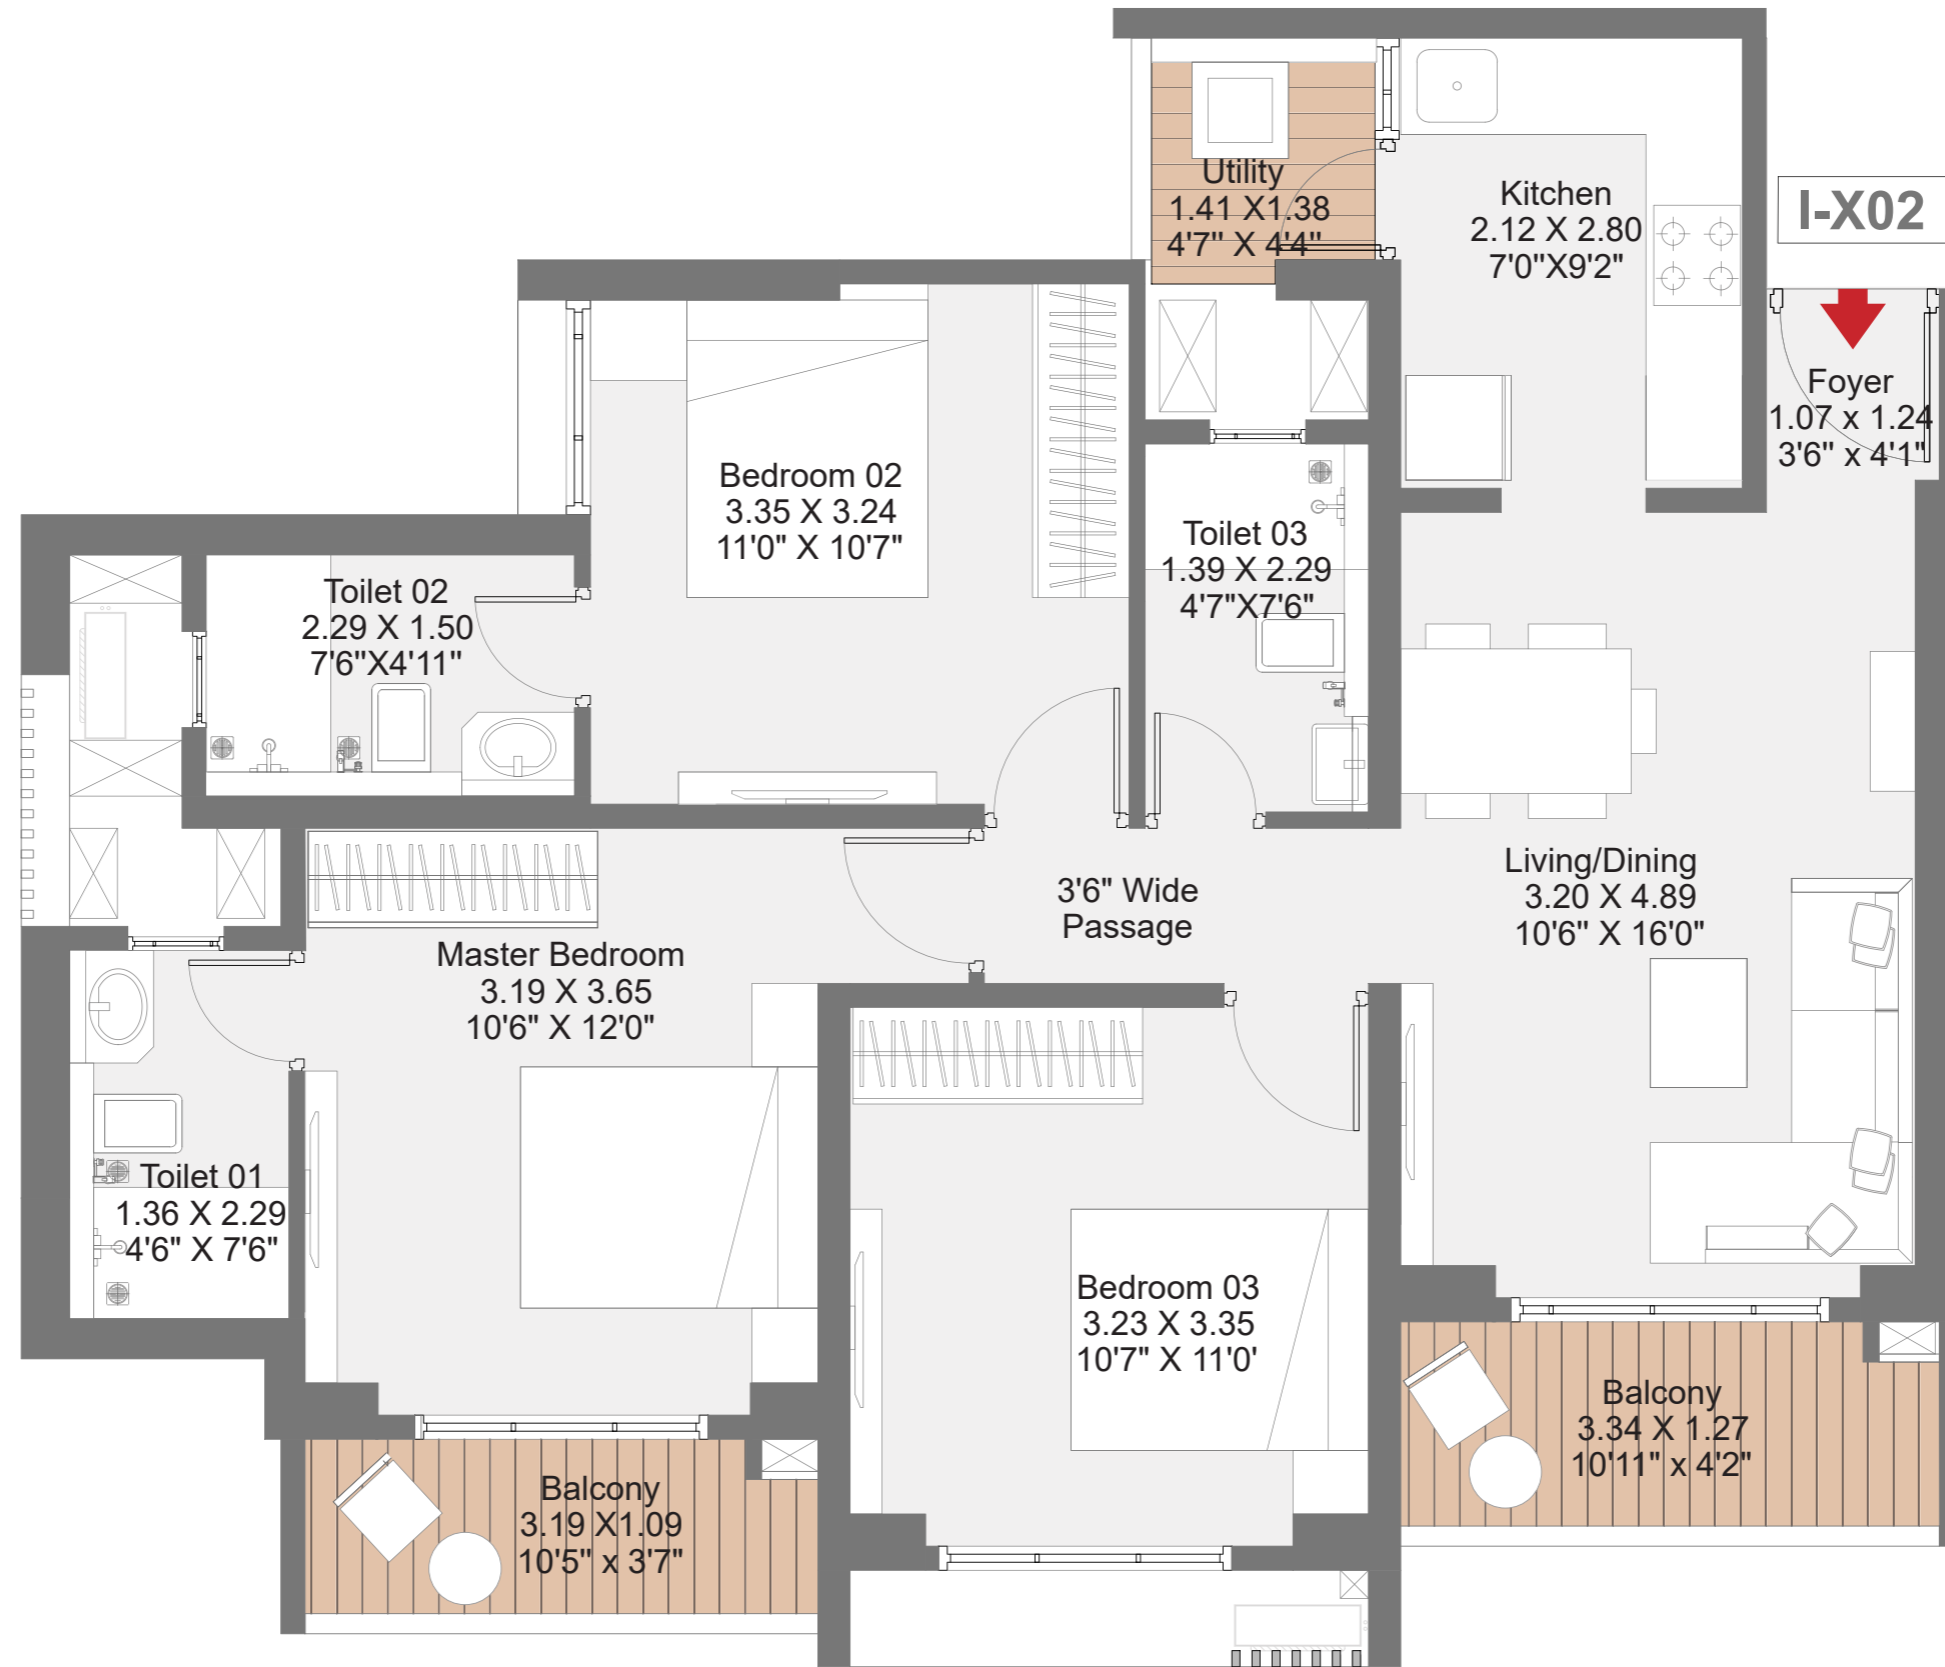 Utility
1.41 X1.38
4'7" X 4'4"
Kitchen
2.12 X 2.80
7'0"X9'2"
I-X02
Foyer
1.07 x 1.24
3'6" x 4'1"
Bedroom 02
3.35 X 3.24
11'0" X 10'7"
Toilet 03
1.39 X 2.29
4'7"X7'6"
Toilet 02
2.29 X 1.50
7'6"X4'11"
Living/Dining
3.20 X 4.89
10'6" X 16'0"
3'6" Wide
Passage
Master Bedroom
3.19 X 3.65
10'6" X 12'0"
Toilet 01
1.36 X 2.29
4'6" X 7'6"
Bedroom 03
3.23 X 3.35
10'7" X 11'0'
Balcony
3.34 X 1.27
10'11" x 4'2"
Balcony
3.19 X1.09
10'5" x 3'7"